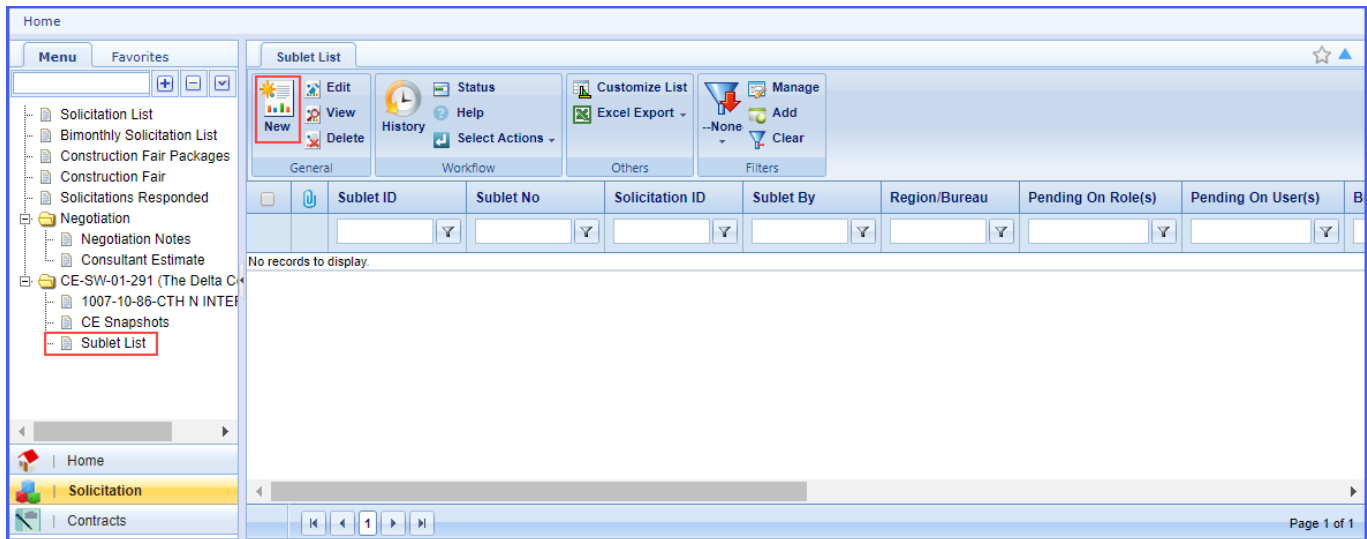 Home
Menu Favorites
Solicitation List
Bimonthly Solicitation List
Construction Fair Packages
Construction Fair
Solicitations Responded
Negotiation
Negotiation Notes
Consultant Estimate
CE-SW-01-291 (The Delta Co
1007-10-86-CTH N INTER
CE Snapshots
Sublet List
Home
Solicitation
Contracts
Sublet List
New
Edit
View
Delete
General
History
Status
Help
Select Actions
Workflow
Customize List
Excel Export
Others
--None
Manage
Add
Clear
Filters
Sublet ID Sublet No Solicitation ID Sublet By Region/Bureau Pending On Role(s) Pending On User(s) B
No records to display.
1
Page 1 of 1